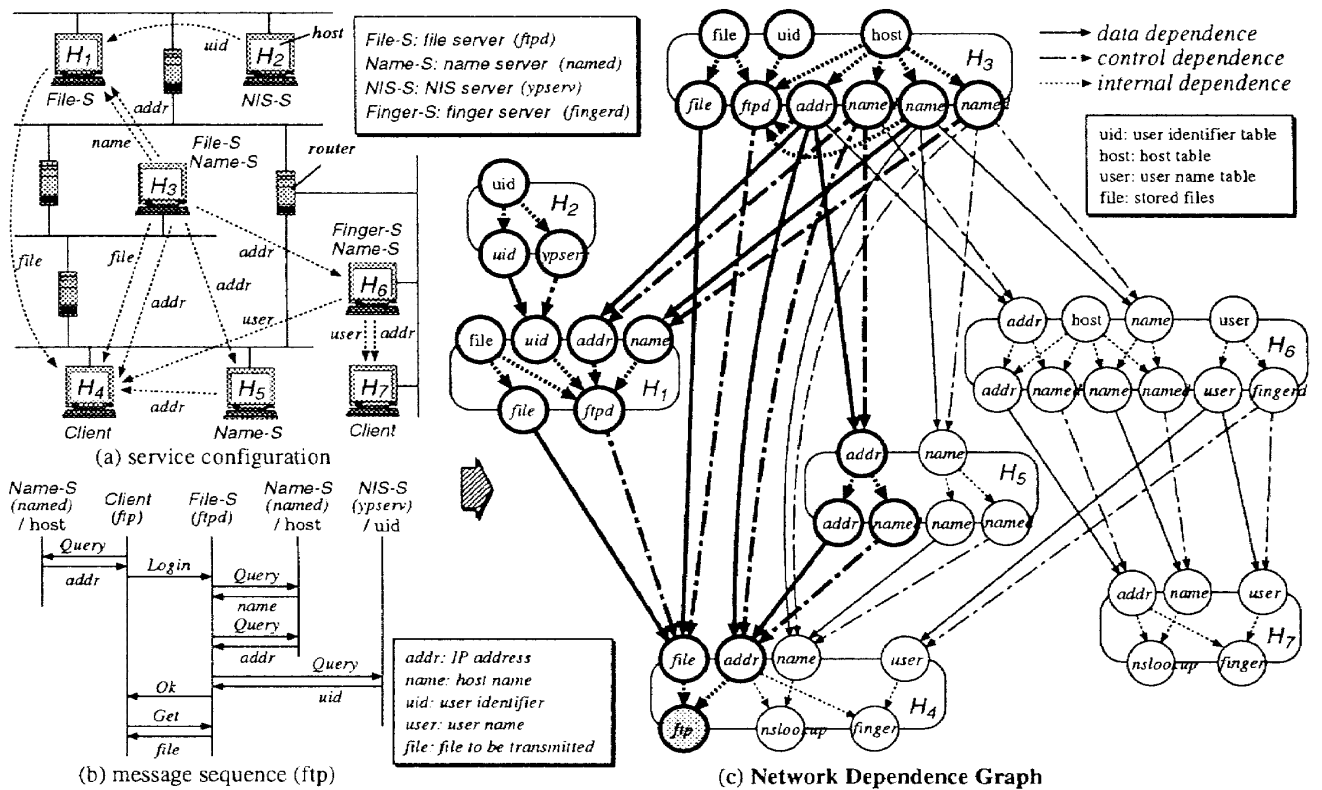 H1
uid
H2
host
File-S
addr
NIS-S
File-S: file server (ftpd)
Name-S: name server (named)
NIS-S: NIS server (ypserv)
Finger-S: finger server (fingerd)
name
File-S
Name-S
router
H3
file
file
addr
addr
addr
Finger-S
Name-S
H6
user
user
addr
H4
addr
H5
H7
Client
Name-S
Client
(a) service configuration
Name-S
(named)
/ host
Client
(ftp)
File-S
(ftpd)
Name-S
(named)
/ host
NIS-S
(ypserv)
/ uid
Query
addr
Login
Query
name
Query
addr
Query
Ok
uid
Get
file
(b) message sequence (ftp)
addr: IP address
name: host name
uid: user identifier
user: user name
file: file to be transmitted
file
uid
host
H3
file
ftpd
addr
named
name
named
data dependence
control dependence
internal dependence
uid: user identifier table
host: host table
user: user name table
file: stored files
uid
H2
uid
ypserv
file
uid
addr
name
H1
file
ftpd
addr
host
name
user
H6
addr
named
name
named
user
fingerd
addr
name
H5
addr
named
name
named
addr
name
user
H7
nslookup
finger
file
addr
name
user
H4
ftp
nslookup
finger
(c) Network Dependence Graph